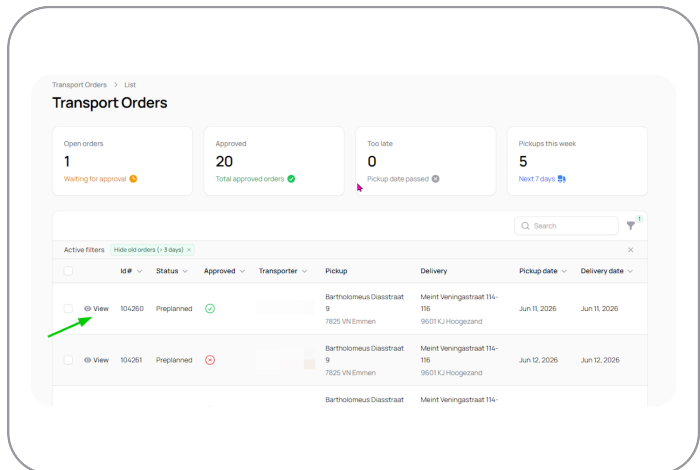 Transport Orders > List
Transport Orders
Open orders
1
Waiting for approval
Approved
20
Total approved orders
Too late
0
Pickup date passed
Pickups this week
5
Next 7 days
Search
1
Active filters Hide old orders (> 3 days) ×
Id# Status Approved Transporter Pickup Delivery Pickup date Delivery date
View 104260 Preplanned Bartholomeus Diasstraat 9 7825 VN Emmen Meint Veningastraat 114-116 9601 KJ Hoogezand Jun 11, 2026 Jun 11, 2026
View 104261 Preplanned Bartholomeus Diasstraat 9 7825 VN Emmen Meint Veningastraat 114-116 9601 KJ Hoogezand Jun 12, 2026 Jun 12, 2026
Bartholomeus Diasstraat Meint Veningastraat 114-